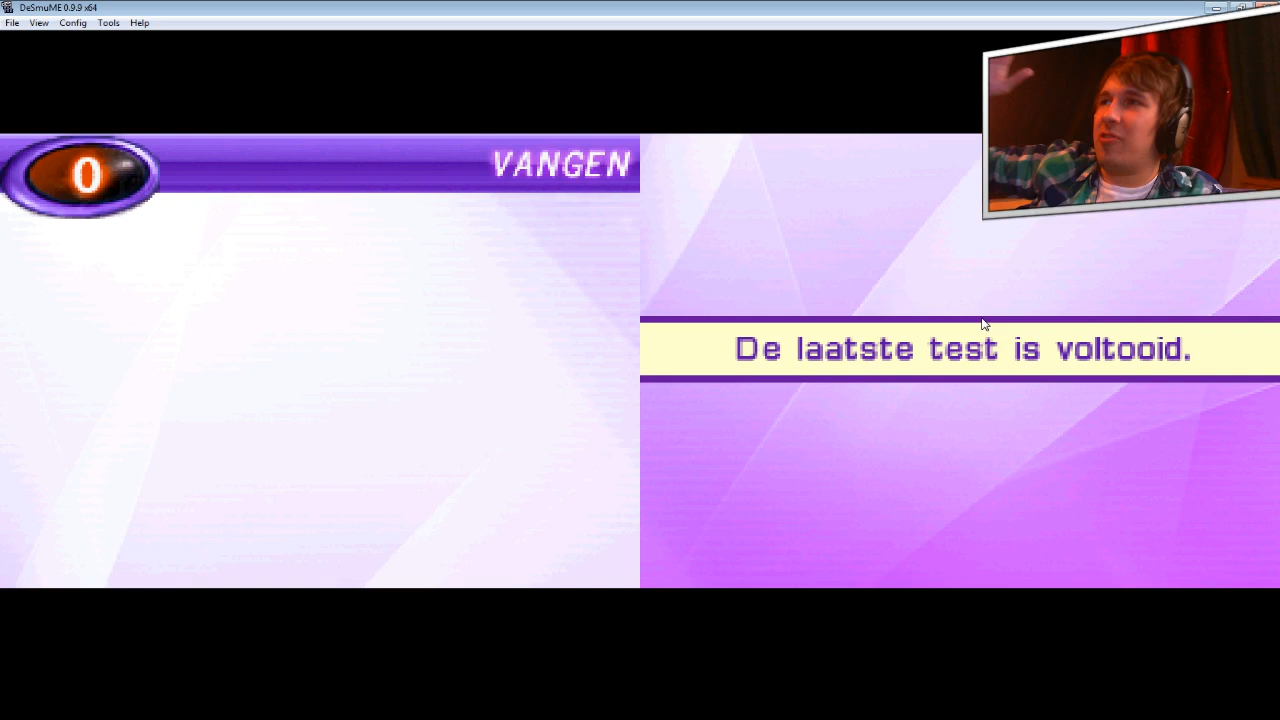 DeSmuME 0.9.9 x64
File View Config Tools Help
0
VANGEN
De laatste test is voltooid.